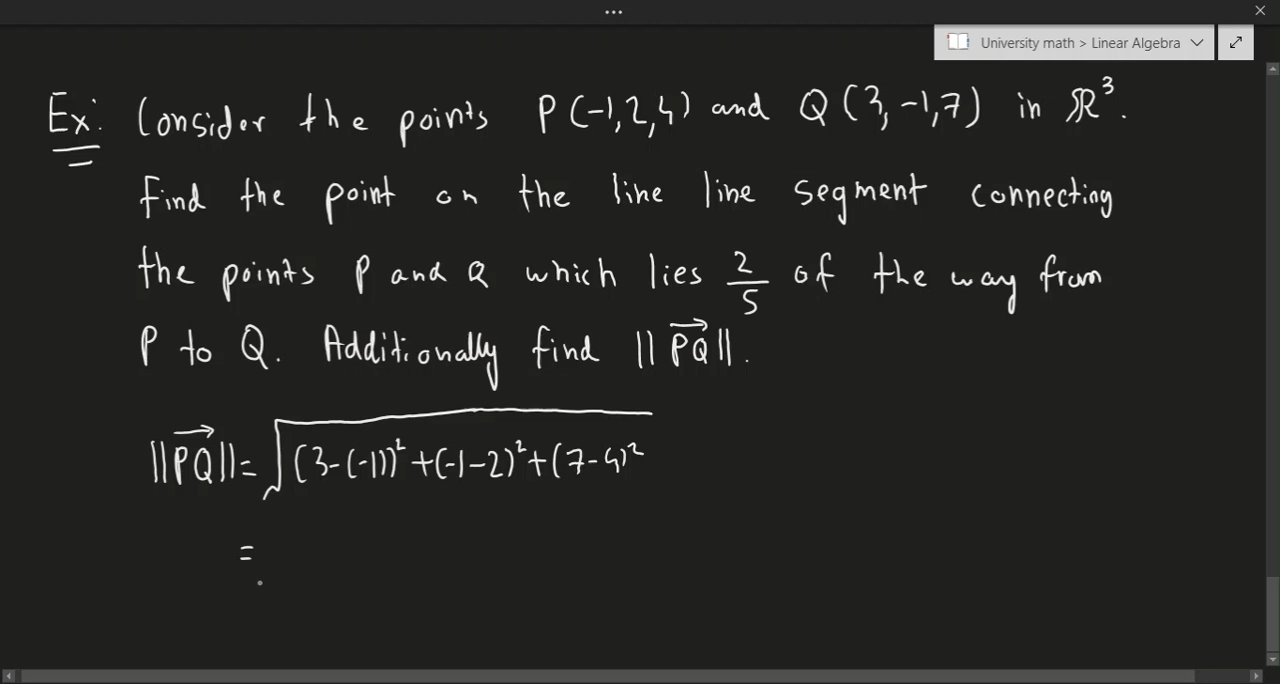 ...
University math > Linear Algebra
Ex: Consider the points P(-1,2,4) and Q(3,-1,7) in ℝ³.
Find the point on the line line segment connecting
the points P and Q which lies 2/5 of the way from
P to Q. Additionally find ||\overrightarrow{PQ}||.
||\overrightarrow{PQ}|| = √((3-(-1))²+(-1-2)²+(7-4)²
=